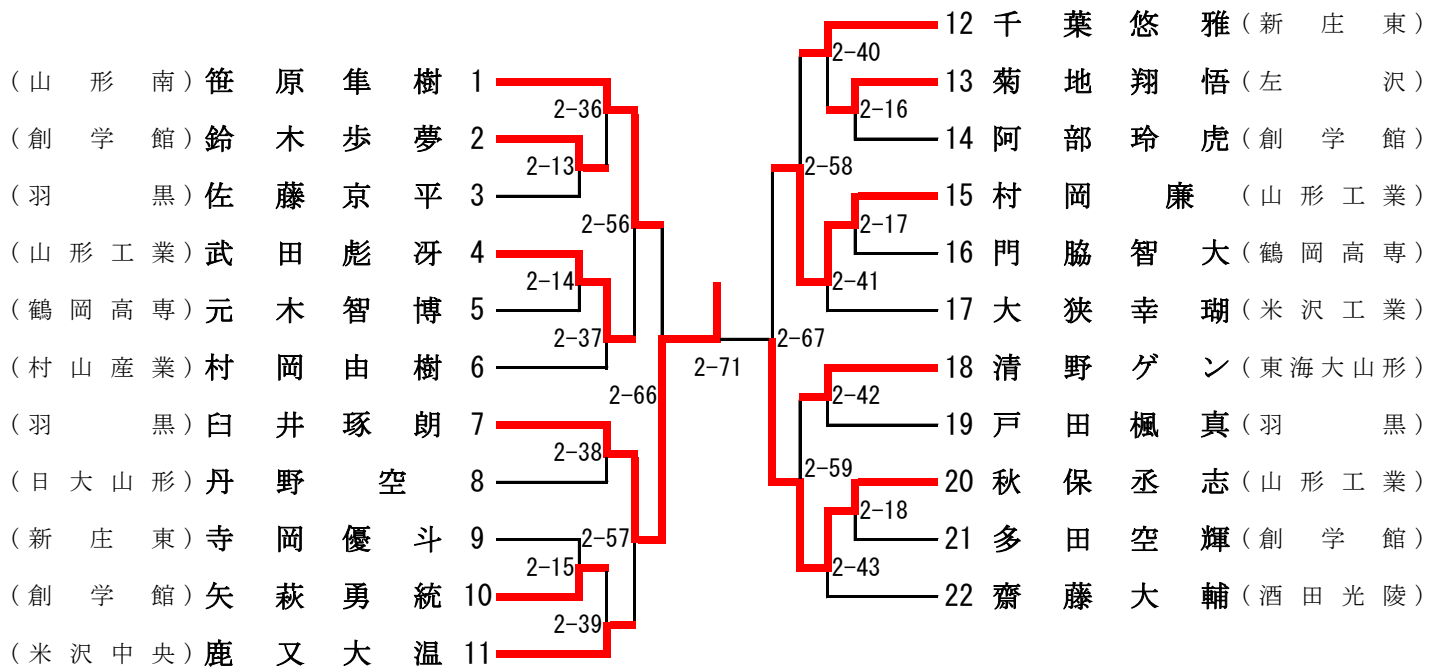 (山形南) 笹原隼樹 1
(創学館) 鈴木歩夢 2
(羽黒) 佐藤京平 3
(山形工業) 武田彪冴 4
(鶴岡高専) 元木智博 5
(村山産業) 村岡由樹 6
(羽黒) 臼井琢朗 7
(日大山形) 丹野空 8
(新庄東) 寺岡優斗 9
(創学館) 矢萩勇統 10
(米沢中央) 鹿又大温 11
2-36
2-13
2-56
2-14
2-37
2-66
2-38
2-57
2-15
2-39
2-71
12 千葉悠雅 (新庄東)
13 菊地翔悟 (左沢)
14 阿部玲虎 (創学館)
15 村岡廉 (山形工業)
16 門脇智大 (鶴岡高専)
17 大狭幸瑚 (米沢工業)
18 清野ゲン (東海大山形)
19 戸田楓真 (羽黒)
20 秋保丞志 (山形工業)
21 多田空輝 (創学館)
22 齋藤大輔 (酒田光陵)
2-40
2-16
2-58
2-17
2-41
2-67
2-42
2-59
2-18
2-43